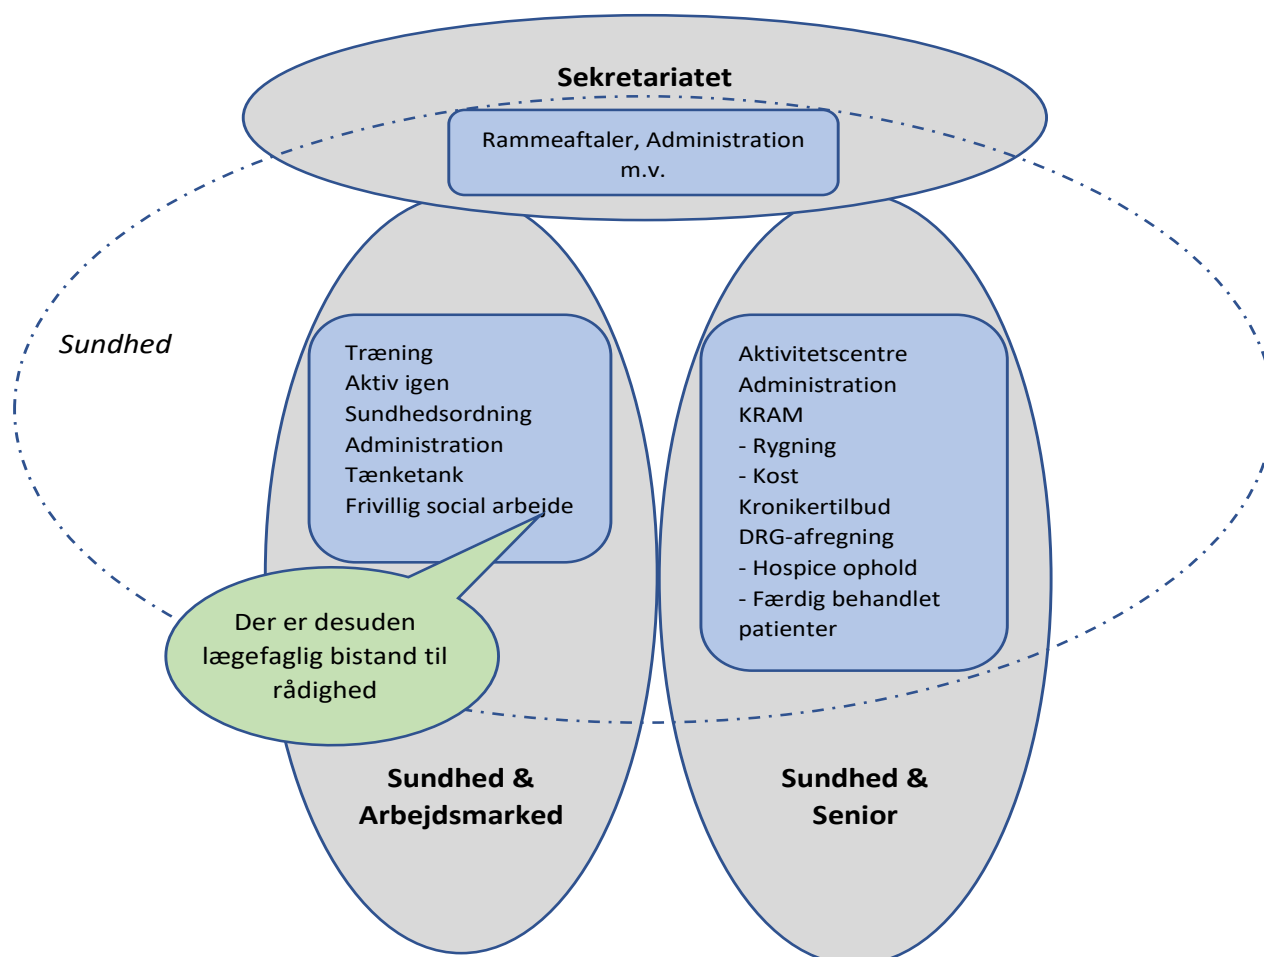 Sekretariatet
Rammeaftaler, Administration
m.v.
Sundhed
Træning
Aktiv igen
Sundhedsordning
Administration
Tænketank
Frivillig social arbejde
Der er desuden
lægefaglig bistand til
rådighed
Aktivitetscentre
Administration
KRAM
- Rygning
- Kost
Kronikertilbud
DRG-afregning
- Hospice ophold
- Færdig behandlet
patienter
Sundhed &
Arbejdsmarked
Sundhed &
Senior